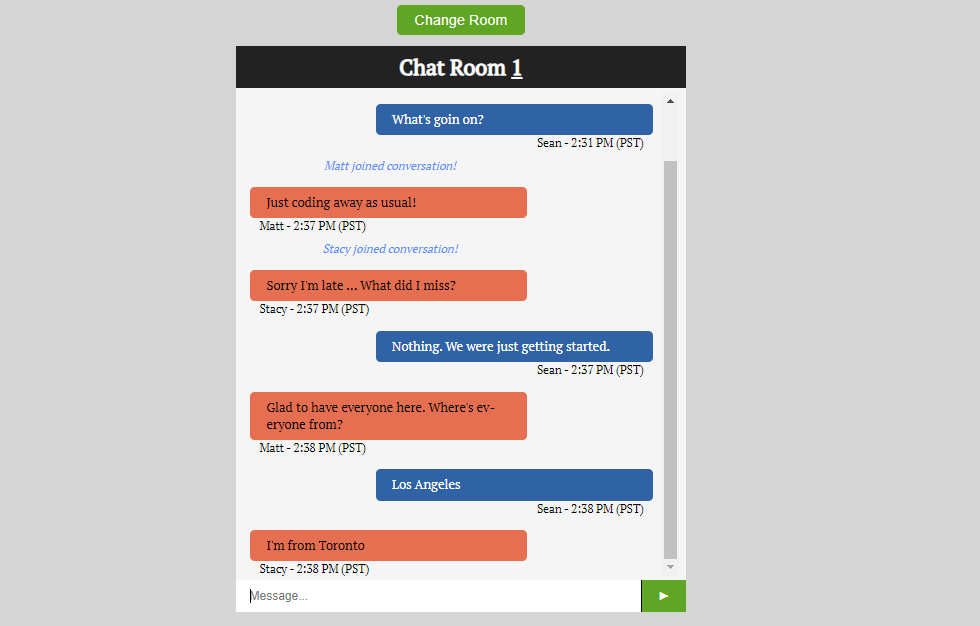 Change Room
Chat Room 1
What's goin on?
Sean - 2:31 PM (PST)
Matt joined conversation!
Just coding away as usual!
Matt - 2:37 PM (PST)
Stacy joined conversation!
Sorry I'm late ... What did I miss?
Stacy - 2:37 PM (PST)
Nothing. We were just getting started.
Sean - 2:37 PM (PST)
Glad to have everyone here. Where's ev-
eryone from?
Matt - 2:38 PM (PST)
Los Angeles
Sean - 2:38 PM (PST)
I'm from Toronto
Stacy - 2:38 PM (PST)
Message...